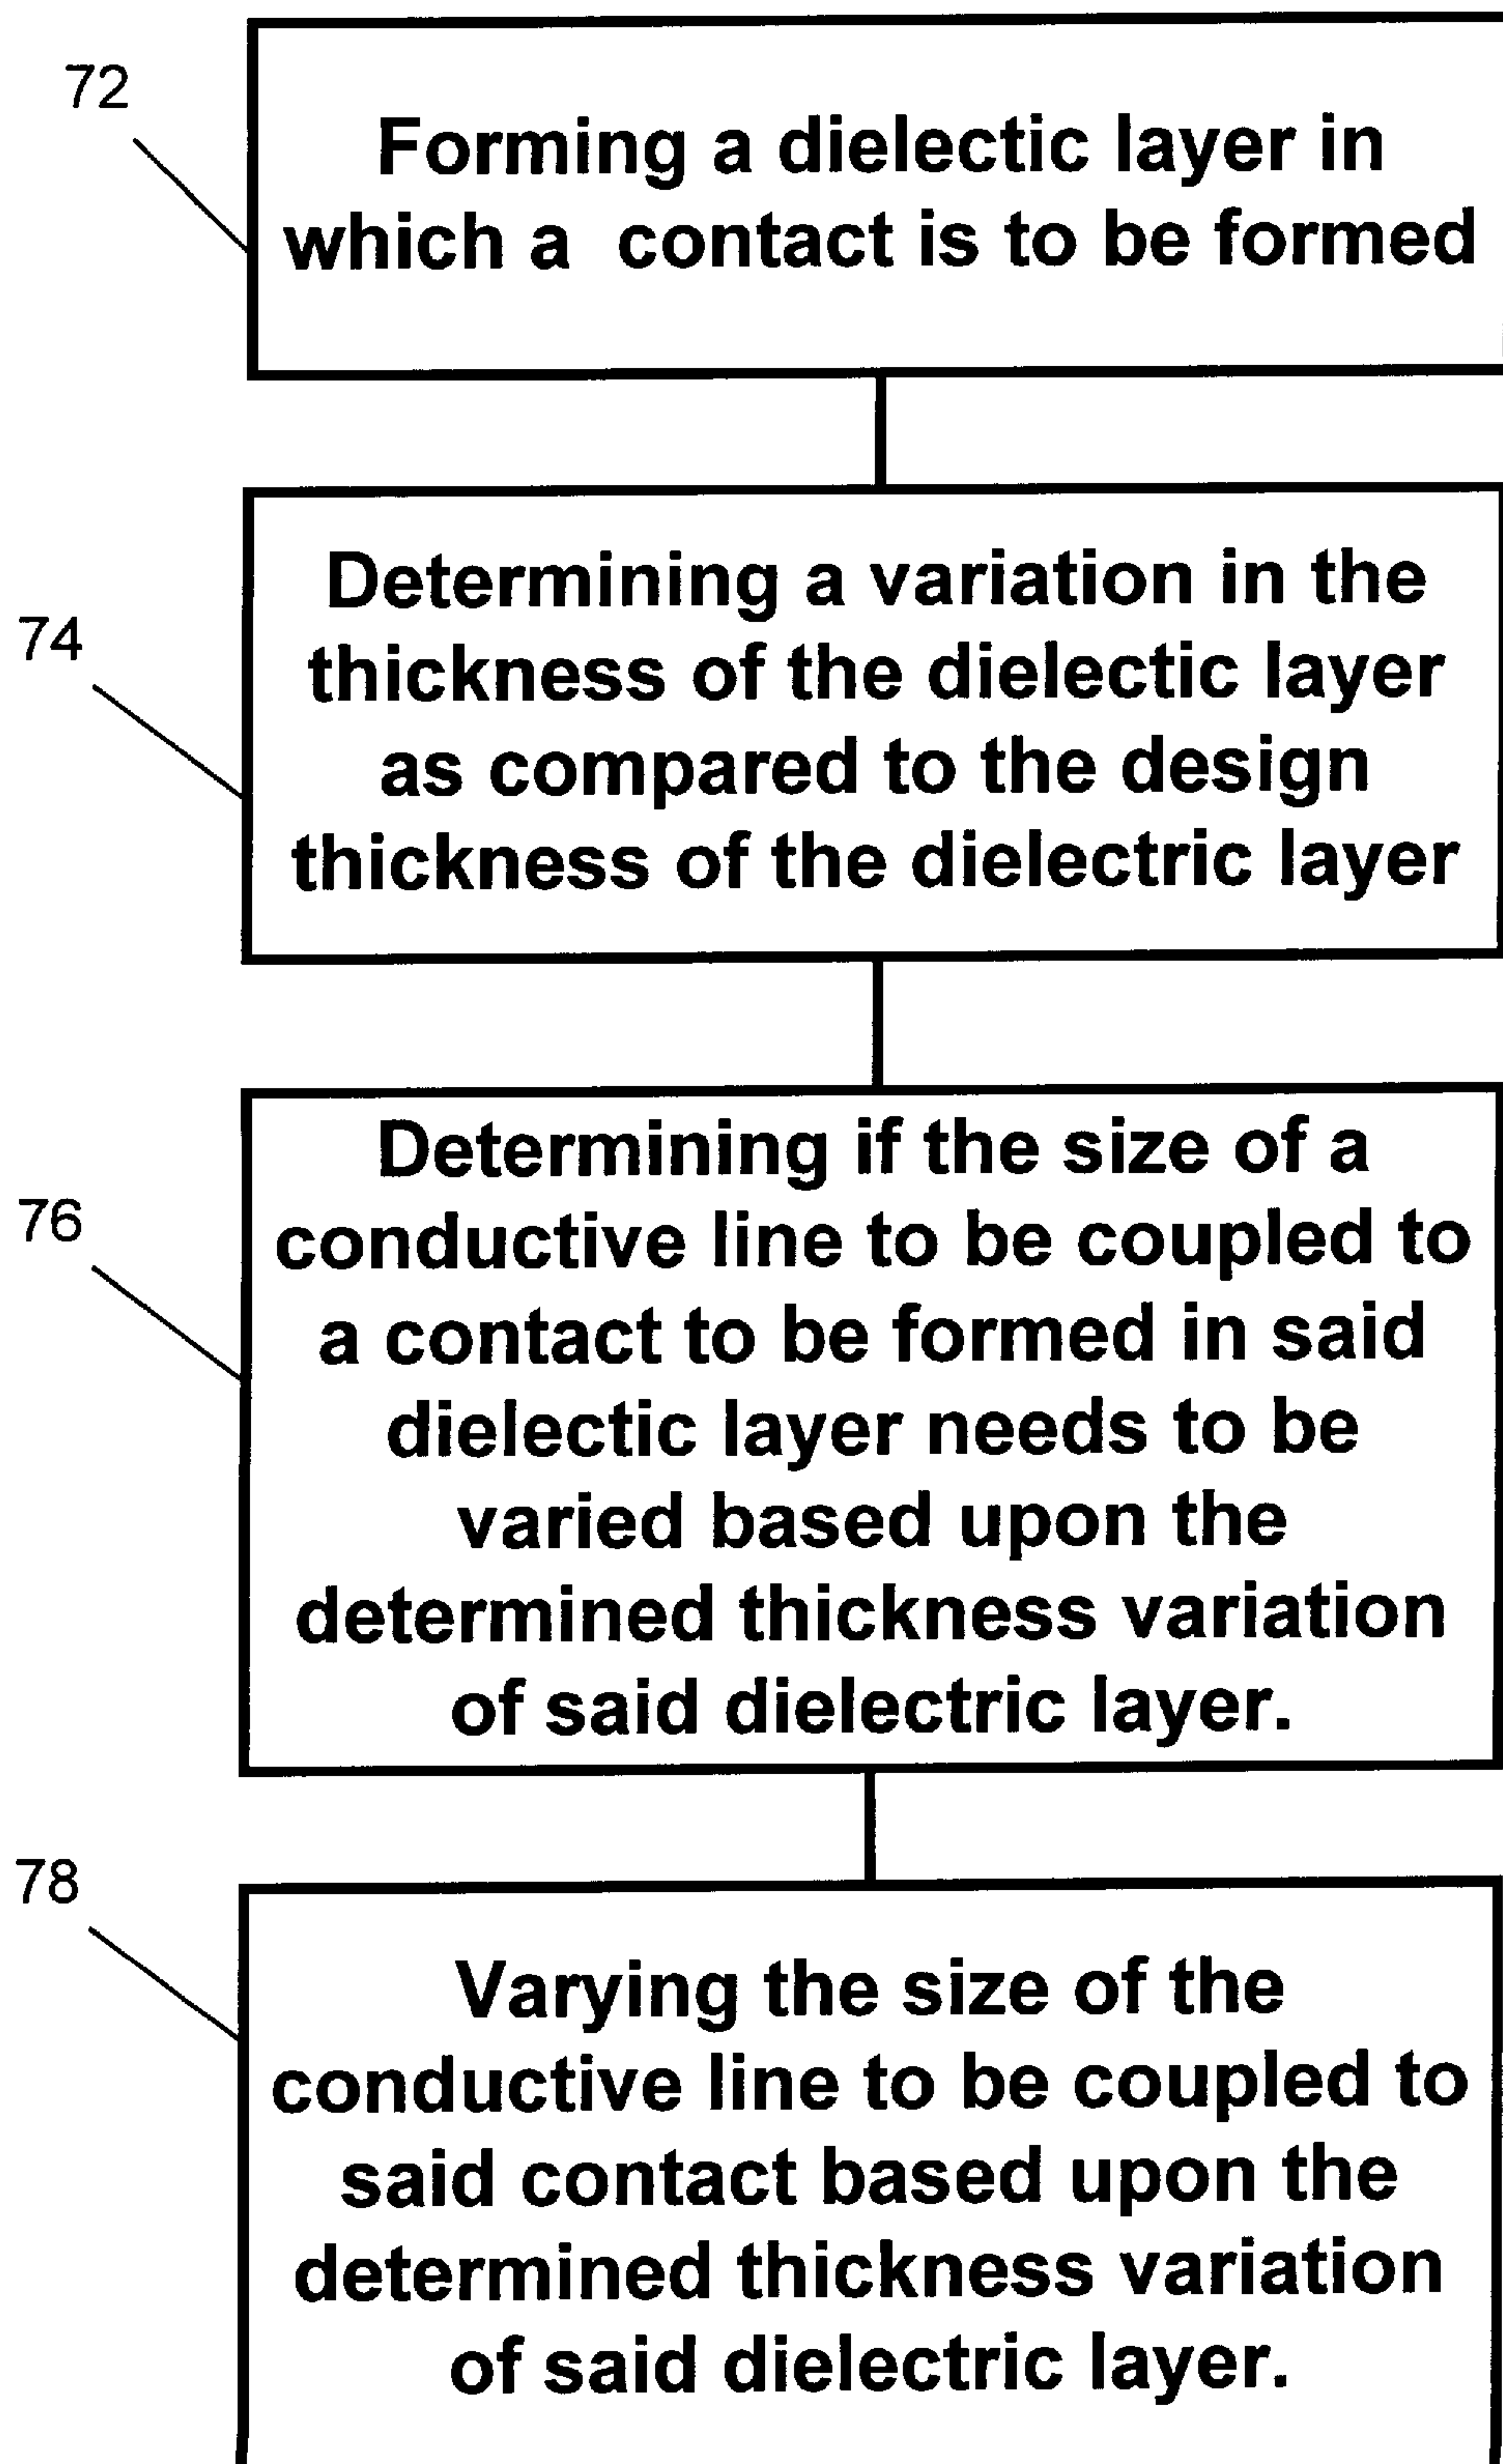 72
Forming a dielectic layer in
which a contact is to be formed
74
Determining a variation in the
thickness of the dielectic layer
as compared to the design
thickness of the dielectric layer
76
Determining if the size of a
conductive line to be coupled to
a contact to be formed in said
dielectic layer needs to be
varied based upon the
determined thickness variation
of said dielectric layer.
78
Varying the size of the
conductive line to be coupled to
said contact based upon the
determined thickness variation
of said dielectric layer.